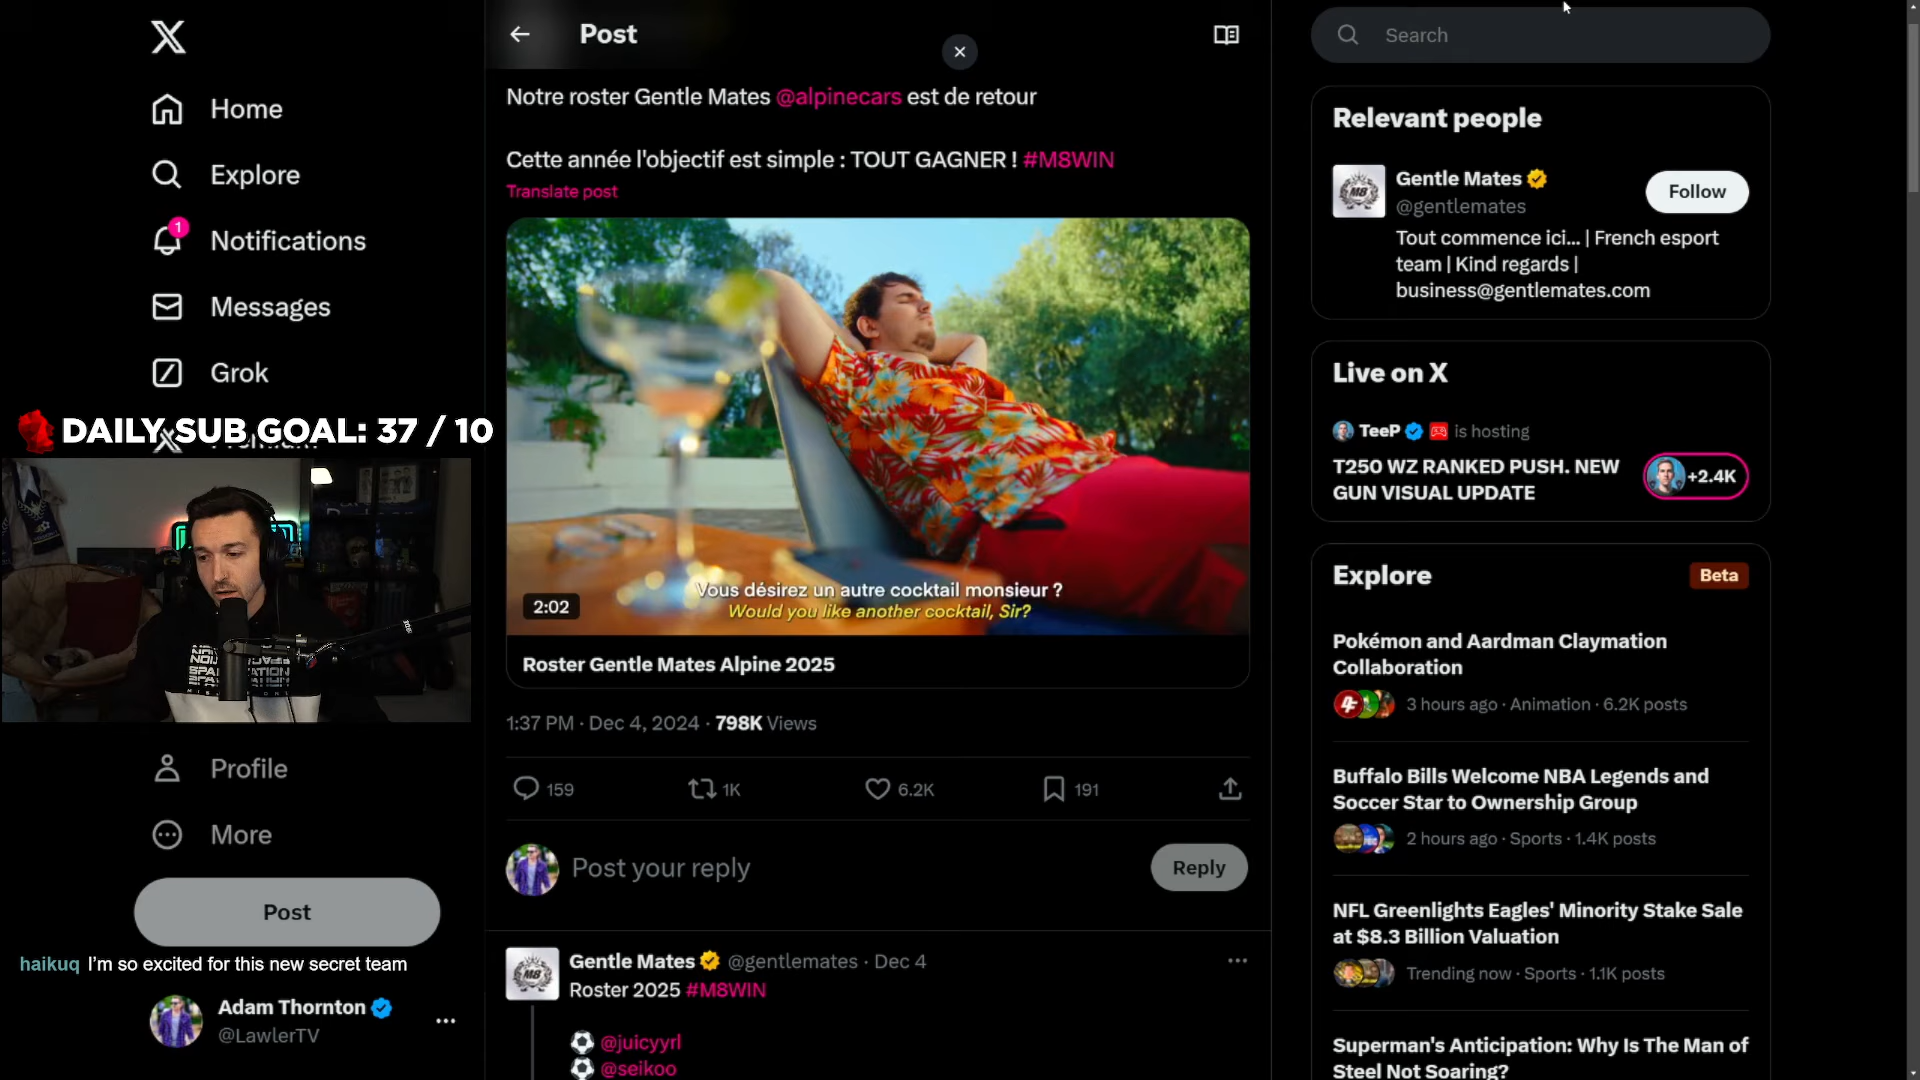 Home
Explore
1
Notifications
Messages
Grok
DAILY SUB GOAL: 37 / 10
Profile
More
Post
haikuq I'm so excited for this new secret team
Adam Thornton
@LawlerTV
Post
Notre roster Gentle Mates @alpinecars est de retour
Cette année l'objectif est simple : TOUT GAGNER ! #M8WIN
Translate post
Vous désirez un autre cocktail monsieur ?
Would you like another cocktail, Sir?
2:02
Roster Gentle Mates Alpine 2025
1:37 PM · Dec 4, 2024 · 798K Views
159 1K 6.2K 191
Post your reply
Reply
Gentle Mates @gentlemates · Dec 4
Roster 2025 #M8WIN
@juicyyrl
@seikoo
Search
Relevant people
M8
Gentle Mates
@gentlemates
Follow
Tout commence ici... | French esport
team | Kind regards |
business@gentlemates.com
Live on X
TeeP is hosting
T250 WZ RANKED PUSH. NEW
GUN VISUAL UPDATE
+2.4K
Explore
Beta
Pokémon and Aardman Claymation
Collaboration
3 hours ago · Animation · 6.2K posts
Buffalo Bills Welcome NBA Legends and
Soccer Star to Ownership Group
2 hours ago · Sports · 1.4K posts
NFL Greenlights Eagles' Minority Stake Sale
at $8.3 Billion Valuation
Trending now · Sports · 1.1K posts
Superman's Anticipation: Why Is The Man of
Steel Not Soaring?